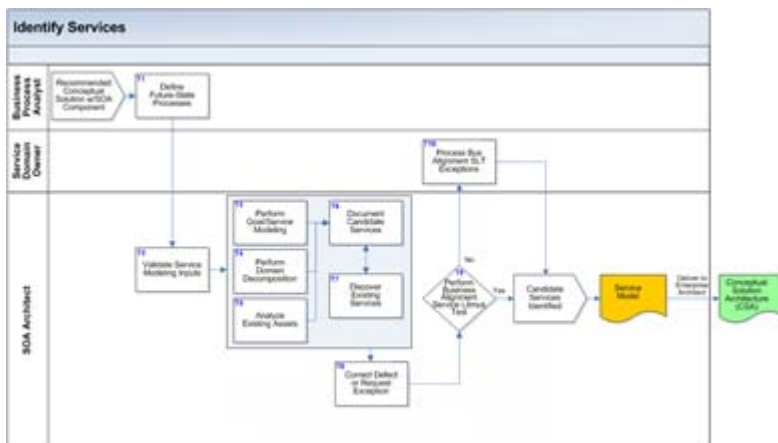 Identify Services
Business
Process
Analyst
Recommended
Conceptual
Solution w/SOA
Component
T1
Define
Future-State
Processes
Service
Domain
Owner
T10
Process Bus
Alignment SLT
Exceptions
SOA Architect
T2
Validate Service
Modeling Inputs
Perform
Goal/Service
Modeling
Perform
Domain
Decomposition
Analyze
Existing Assets
Document
Candidate
Services
Discover
Existing
Services
Correct Defect
or Request
Exception
No
Perform
Business
Alignment
Service Litmus
Test
Yes
Candidate
Services
Identified
Service
Model
Deliver to
Enterprise
Architect
Conceptual
Solution
Architecture
(CSA)